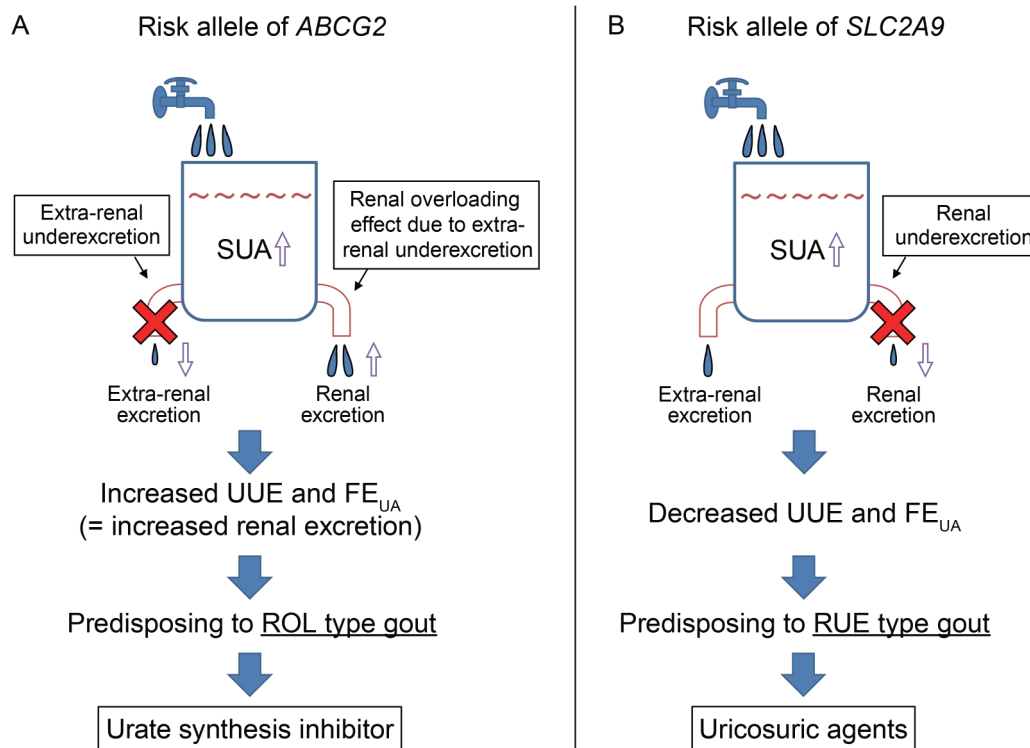 A
Risk allele of ABCG2
Extra-renal
underexcretion
Renal overloading
effect due to extra-
renal underexcretion
SUA
Extra-renal
excretion
Renal
excretion
Increased UUE and FEUA
(= increased renal excretion)
Predisposing to ROL type gout
Urate synthesis inhibitor
B
Risk allele of SLC2A9
Renal
underexcretion
SUA
Extra-renal
excretion
Renal
excretion
Decreased UUE and FEUA
Predisposing to RUE type gout
Uricosuric agents